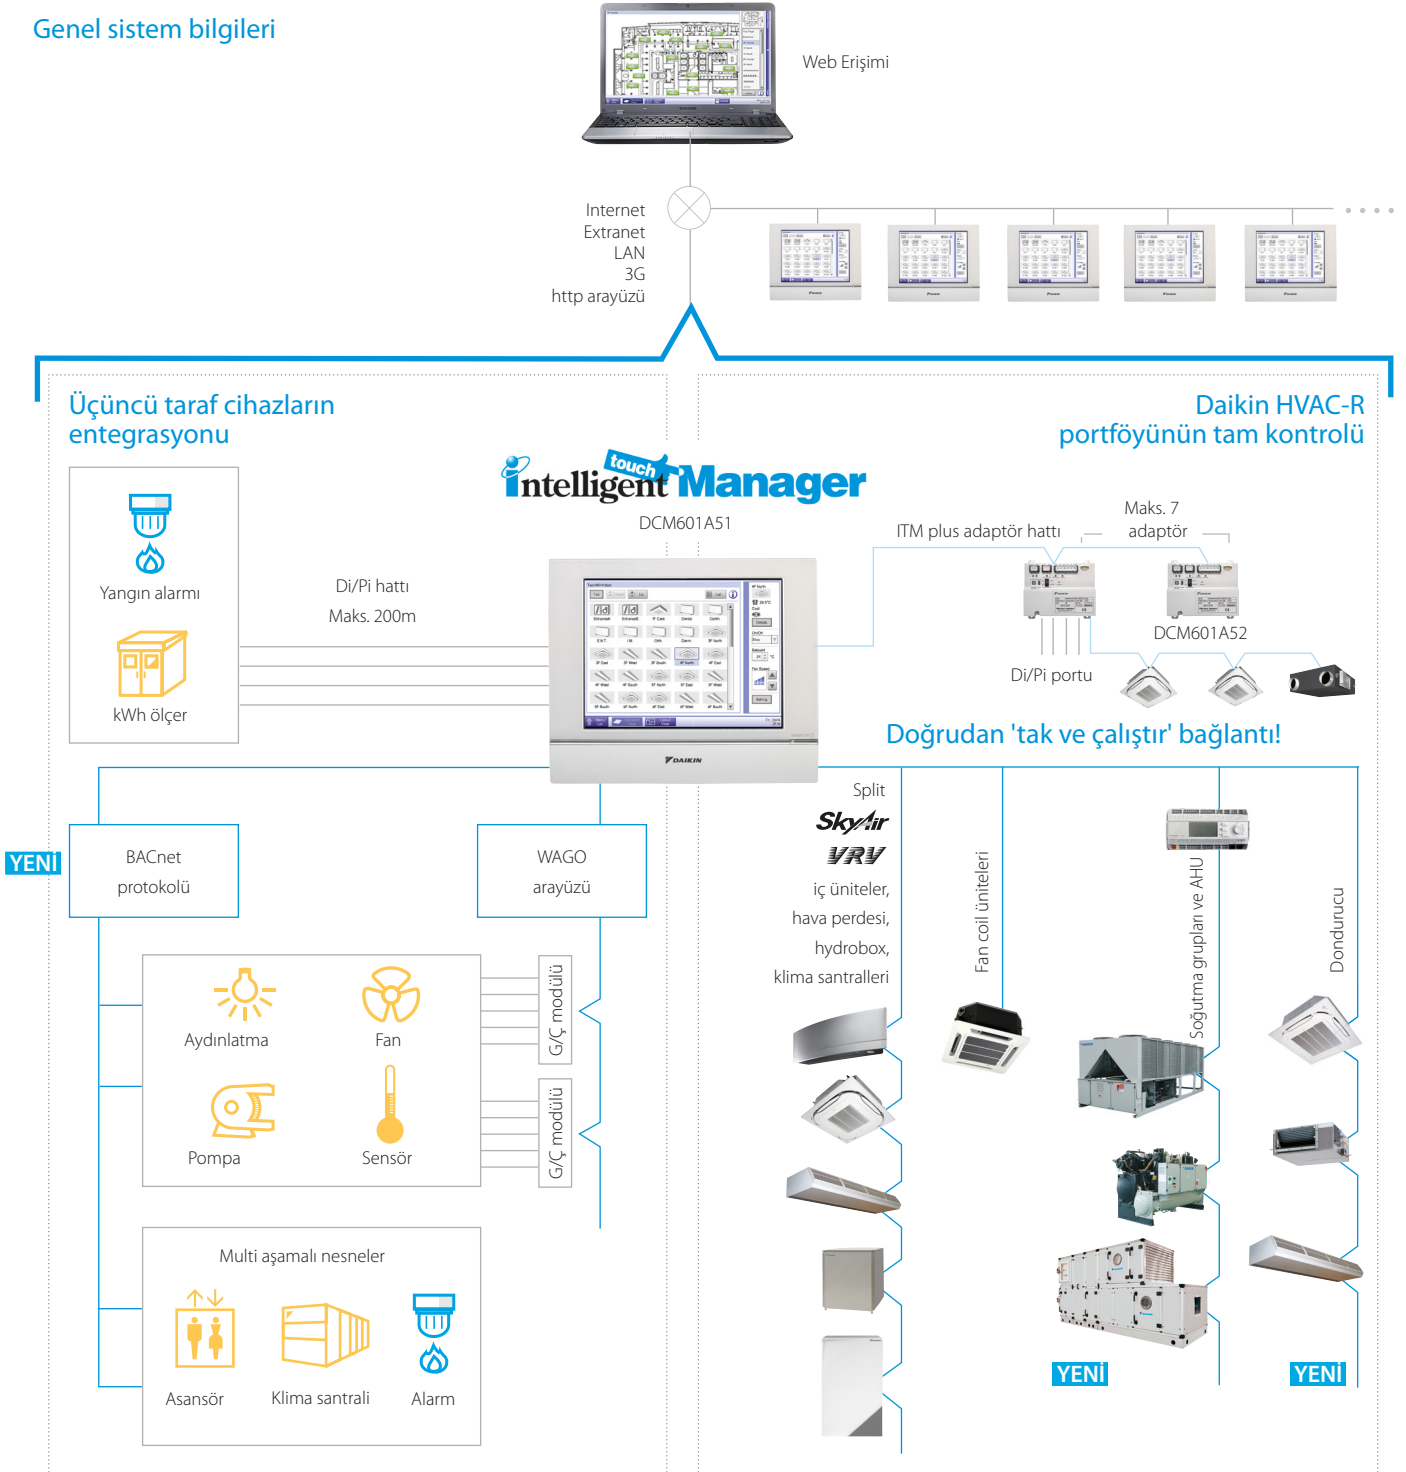 Genel sistem bilgileri
Web Erişimi
Internet
Extranet
LAN
3G
http arayüzü
Üçüncü taraf cihazların
entegrasyonu
Daikin HVAC-R
portföyünün tam kontrolü
intelligent touch Manager
DCM601A51
Yangın alarmı
kWh ölçer
Di/Pi hattı
Maks. 200m
ITM plus adaptör hattı
Maks. 7
adaptör
DCM601A52
Di/Pi portu
Doğrudan 'tak ve çalıştır' bağlantı!
DAIKIN
YENİ
BACnet
protokolü
WAGO
arayüzü
Split
SkyAir
VRV
iç üniteler,
hava perdesi,
hydrobox,
klima santralleri
Fan coil üniteleri
Soğutma grupları ve AHU
Dondurucu
Aydınlatma
Fan
Pompa
Sensör
G/Ç modülü
G/Ç modülü
Multi aşamalı nesneler
Asansör
Klima santrali
Alarm
YENİ
YENİ